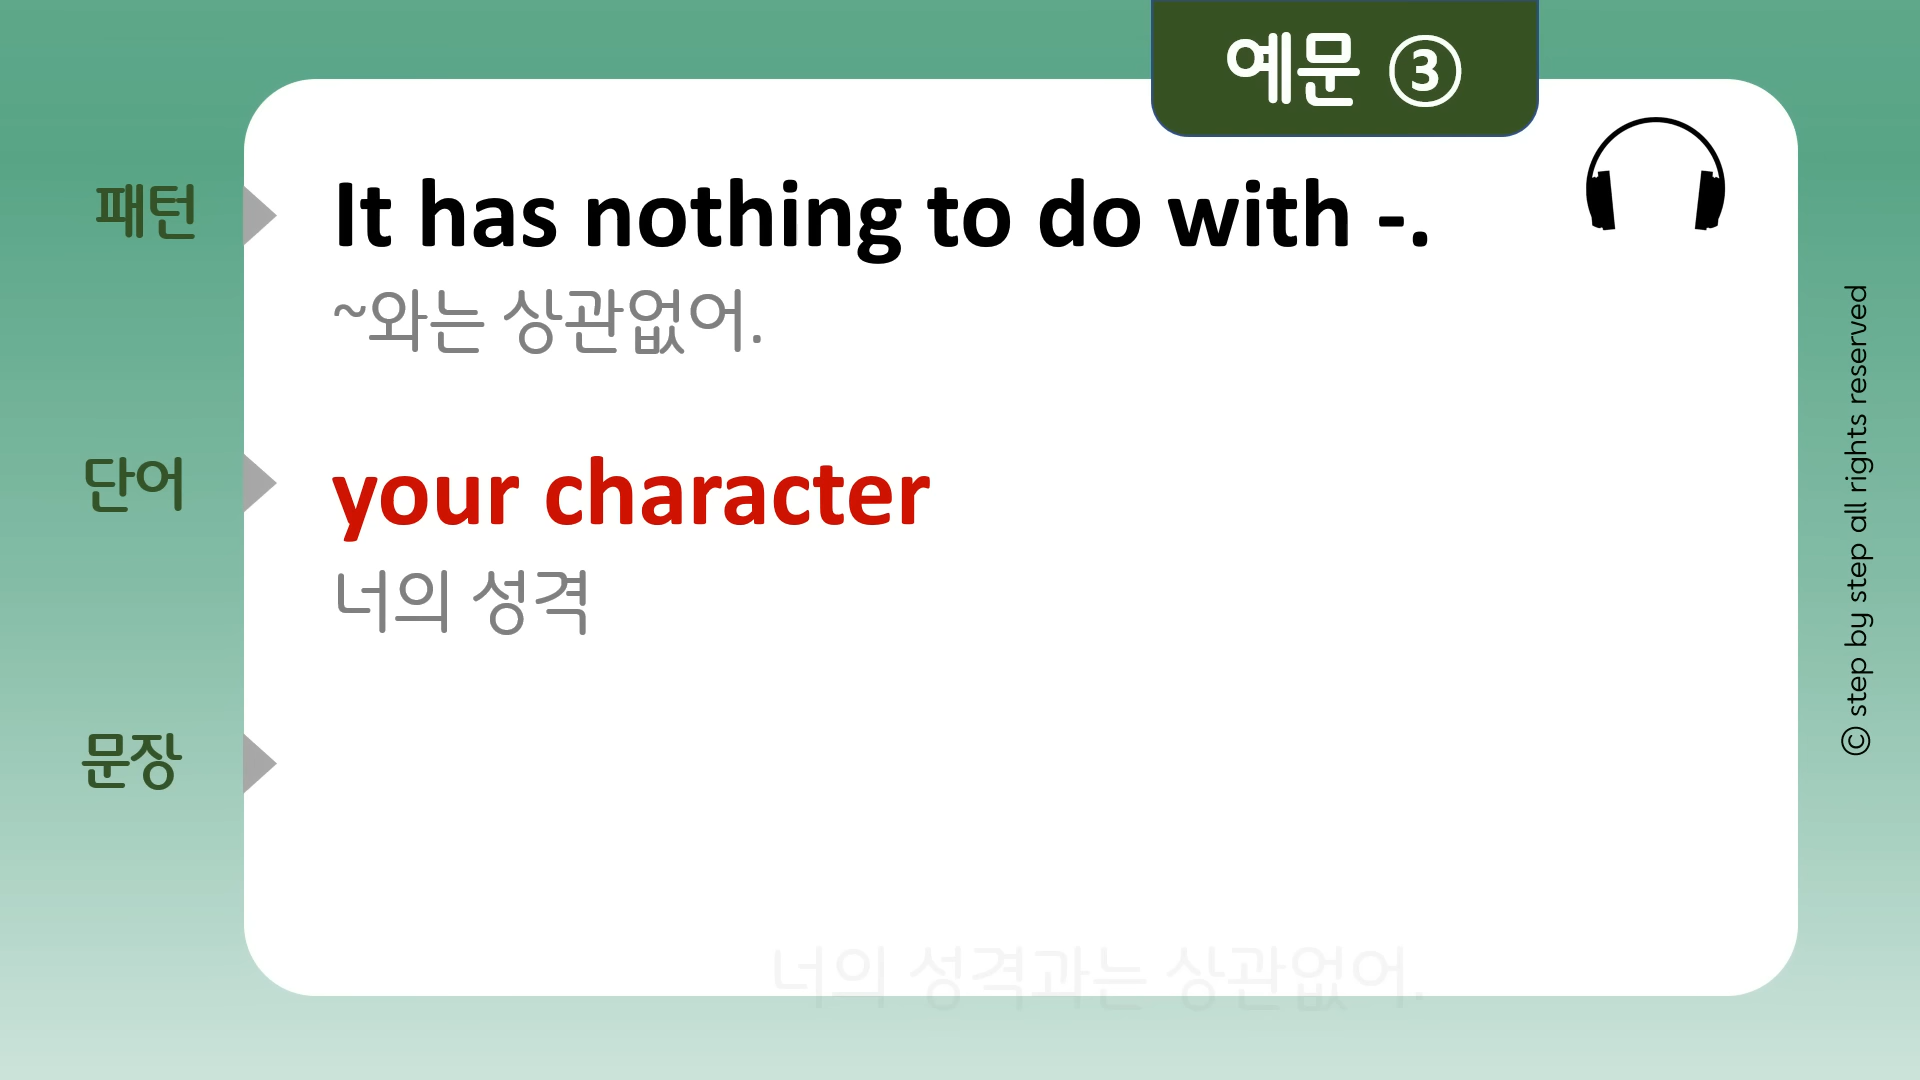 예문 ③
패턴
It has nothing to do with -.
~와는 상관없어.
단어
your character
너의 성격
문장
너의 성격과는 상관없어.
© step by step all rights reserved